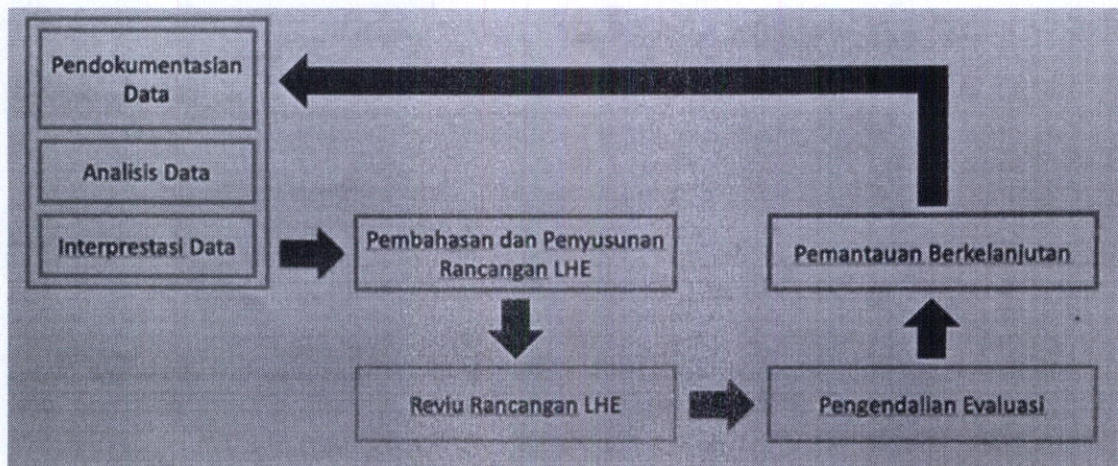 Pendokumentasian
Data
Analisis Data
Interprestasi Data
Pembahasan dan Penyusunan
Rancangan LHE
Reviu Rancangan LHE
Pengendalian Evaluasi
Pemantauan Berkelanjutan